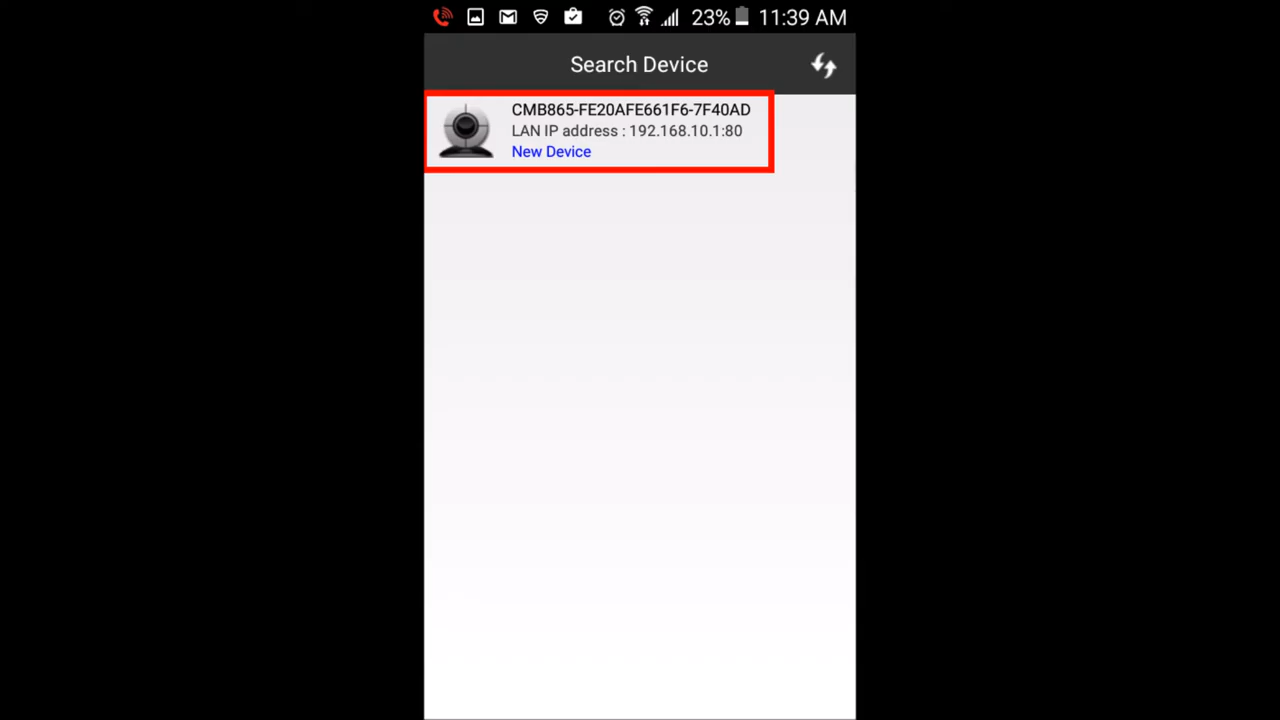 23% 11:39 AM
Search Device
CMB865-FE20AFE661F6-7F40AD
LAN IP address : 192.168.10.1:80
New Device